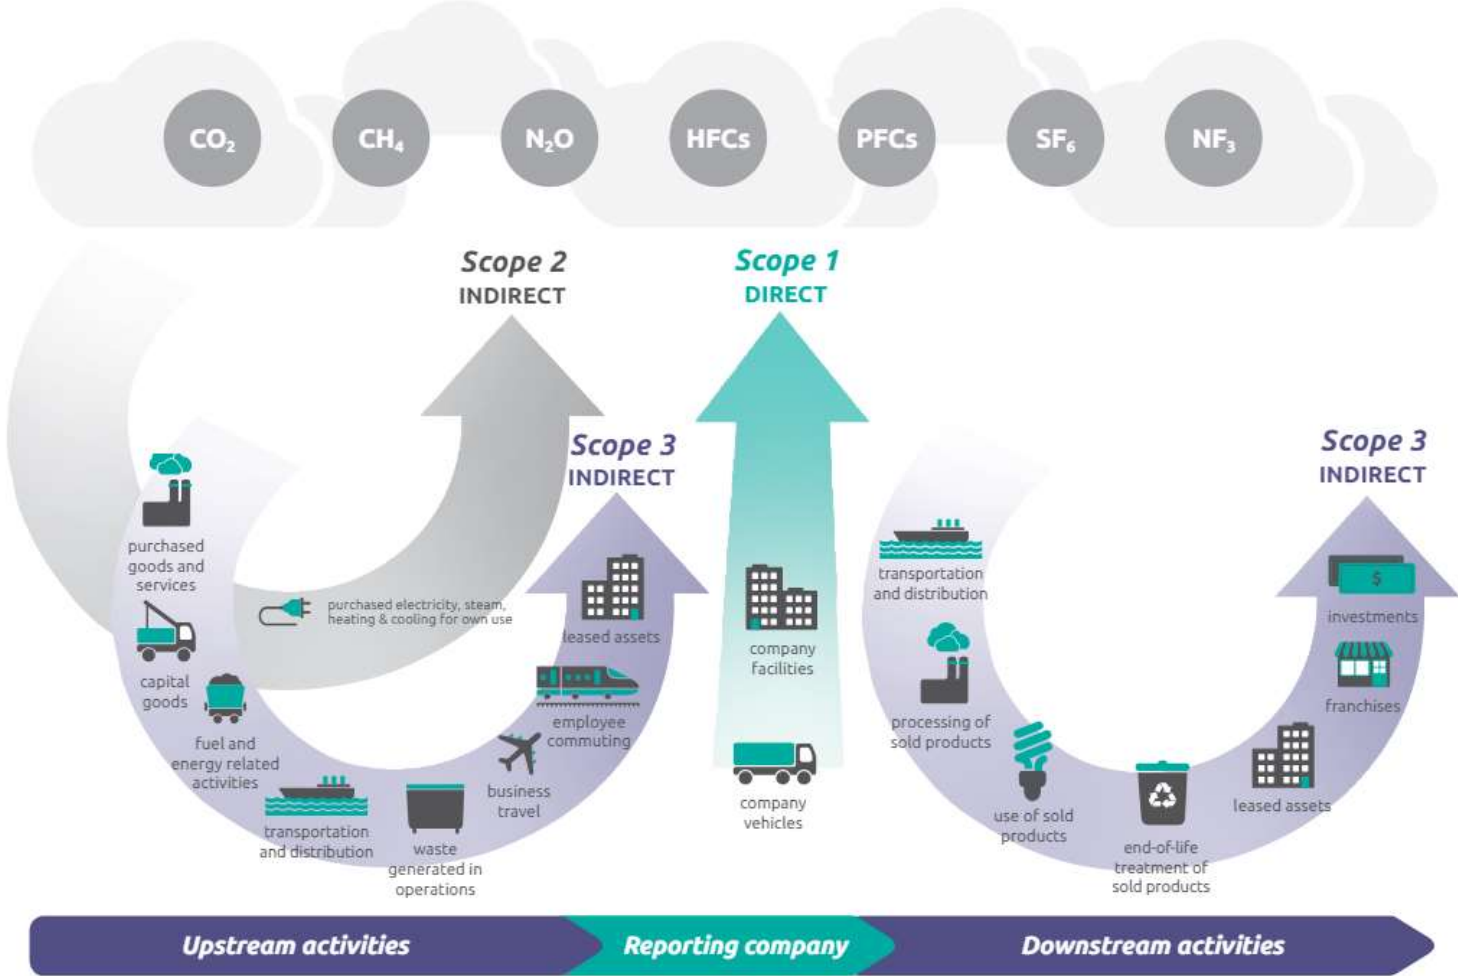 CO₂
CH₄
N₂O
HFCs
PFCs
SF₆
NF₃
Scope 2
INDIRECT
Scope 1
DIRECT
Scope 3
INDIRECT
Scope 3
INDIRECT
purchased
goods and
services
capital
goods
fuel and
energy related
activities
transportation
and distribution
waste
generated in
operations
business
travel
employee
commuting
leased assets
purchased electricity, steam,
heating & cooling for own use
company
facilities
company
vehicles
transportation
and distribution
processing of
sold products
use of sold
products
end-of-life
treatment of
sold products
leased assets
franchises
$
investments
Upstream activities
Reporting company
Downstream activities